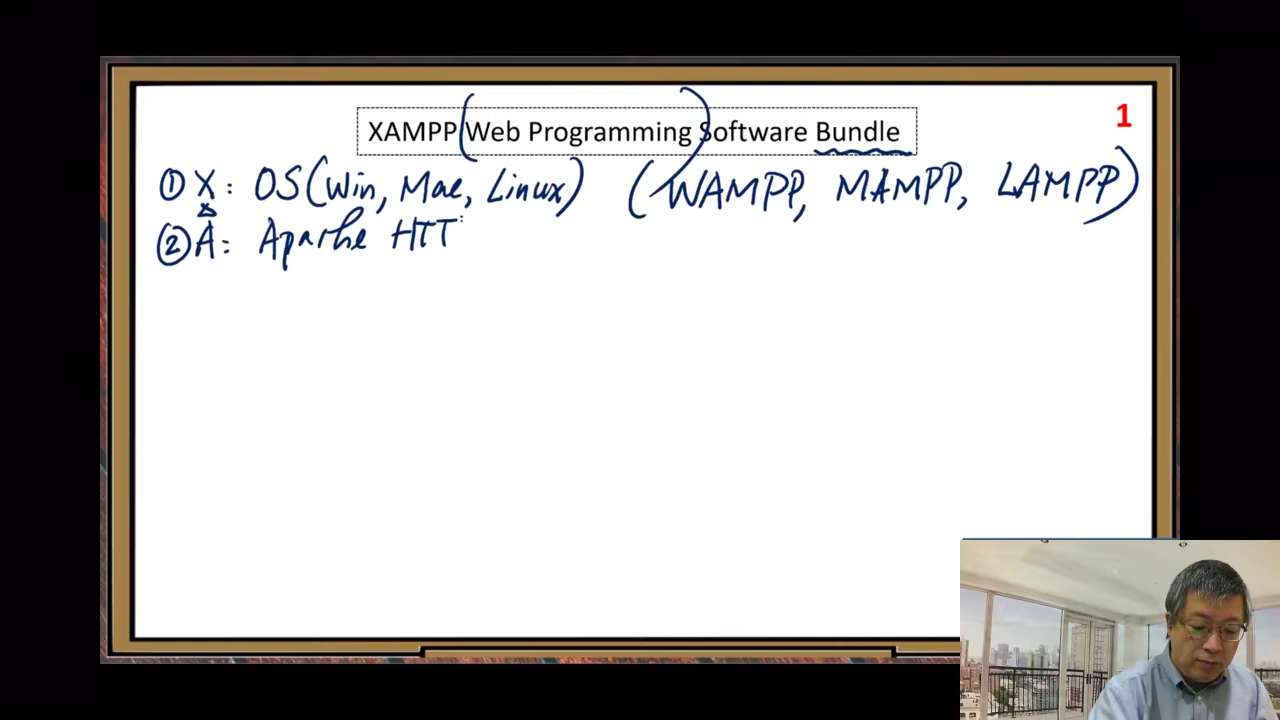 1
XAMPP (Web Programming) Software Bundle
① X: OS (Win, Mac, Linux) (WAMPP, MAMPP, LAMPP)
② A: Apache HTT